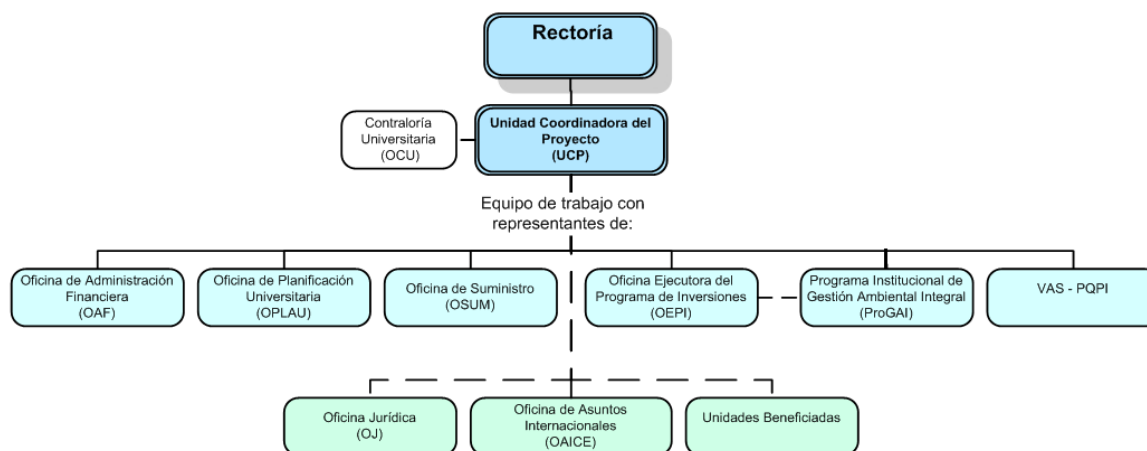 Rectoría
Contraloría
Universitaria
(OCU)
Unidad Coordinadora del
Proyecto
(UCP)
Equipo de trabajo con
representantes de:
Oficina de Administración
Financiera
(OAF)
Oficina de Planificación
Universitaria
(OPLAU)
Oficina de Suministro
(OSUM)
Oficina Ejecutora del
Programa de Inversiones
(OEPI)
Programa Institucional de
Gestión Ambiental Integral
(ProGAI)
VAS - PQPI
Oficina Jurídica
(OJ)
Oficina de Asuntos
Internacionales
(OAICE)
Unidades Beneficiadas